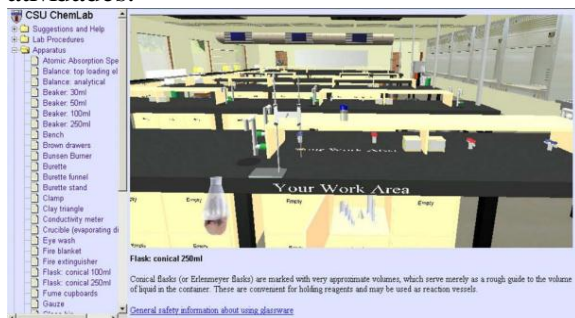 CSU ChemLab
Suggestions and Help
Lab Procedures
Apparatus
Atomic Absorption Spe
Balance: top loading el
Balance: analytical
Beaker: 30ml
Beaker: 50ml
Beaker: 100ml
Beaker: 250ml
Bench
Brown drawers
Bunsen Burner
Burette
Burette funnel
Burette stand
Clamp
Clay triangle
Conductivity meter
Crucible (evaporating di
Eye wash
Fire blanket
Fire extinguisher
Flask: conical 100ml
Flask: conical 250ml
Fume cupboards
Gauze
Your Work Area
Your Work Area
Empty
Empty
Empty
Flask: conical 250ml
Conical flasks (or Erlenmeyer flasks) are marked with very approximate volumes, which serve merely as a rough guide to the volume
of liquid in the container. These are convenient for holding reagents and may be used as reaction vessels.
General safety information about using glassware